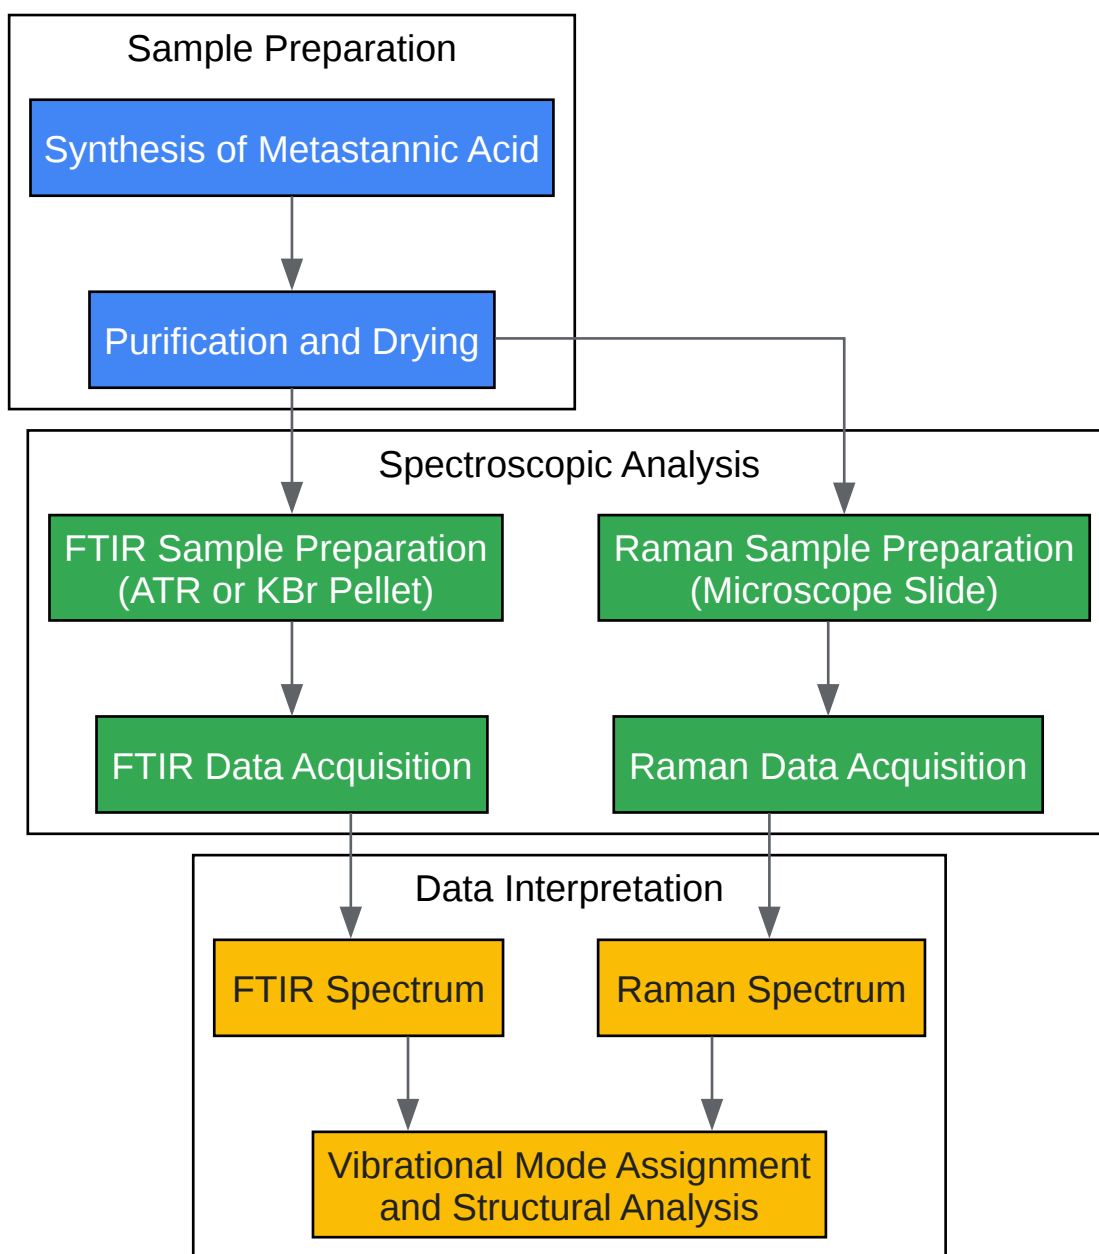 Sample Preparation
Synthesis of Metastannic Acid
Purification and Drying
Spectroscopic Analysis
FTIR Sample Preparation
(ATR or KBr Pellet)
Raman Sample Preparation
(Microscope Slide)
FTIR Data Acquisition
Raman Data Acquisition
Data Interpretation
FTIR Spectrum
Raman Spectrum
Vibrational Mode Assignment
and Structural Analysis